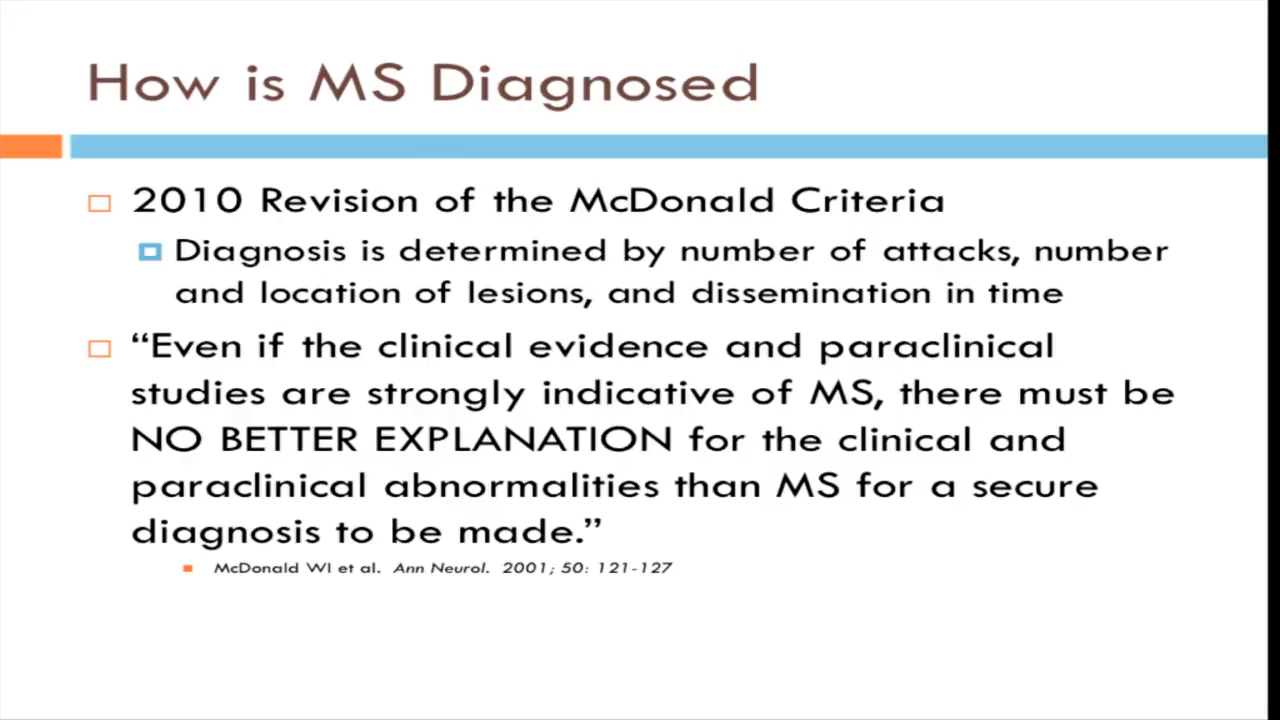 How is MS Diagnosed
2010 Revision of the McDonald Criteria
Diagnosis is determined by number of attacks, number
and location of lesions, and dissemination in time
“Even if the clinical evidence and paraclinical
studies are strongly indicative of MS, there must be
NO BETTER EXPLANATION for the clinical and
paraclinical abnormalities than MS for a secure
diagnosis to be made.”
McDonald WI et al. Ann Neurol. 2001; 50: 121-127